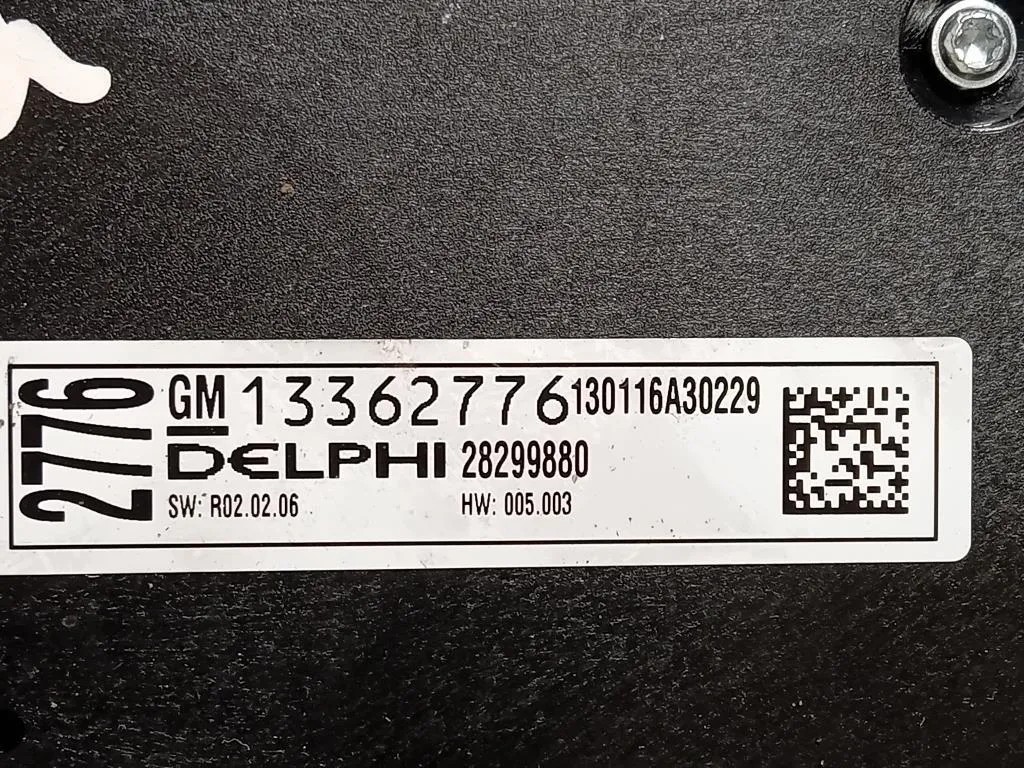 2776
GM 13362776 130116A30229
DELPHI 28299880
SW: R02.02.06 HW: 005.003